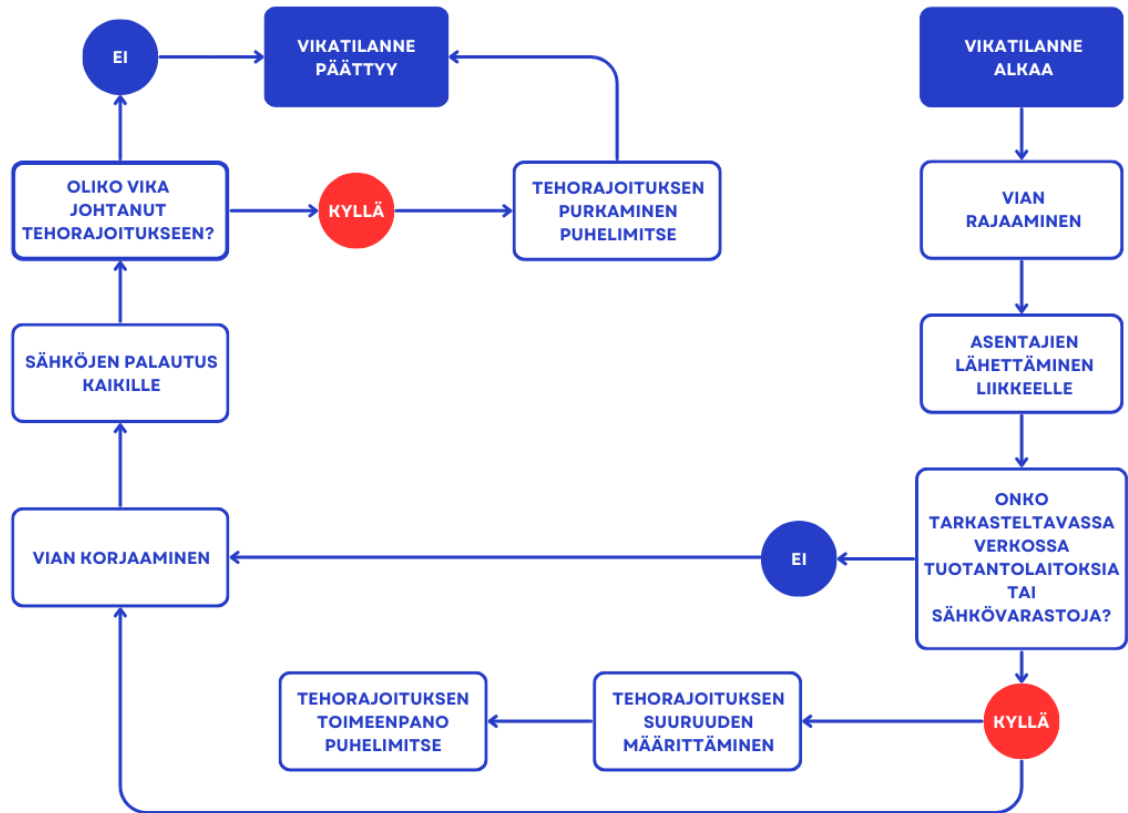 EI
VIKATILANNE
PÄÄTTYY
VIKATILANNE
ALKAA
OLIKO VIKA
JOHTANUT
TEHORAJOITUKSEEN?
KYLLÄ
TEHORAJOITUKSEN
PURKAMINEN
PUHELIMITSE
VIAN
RAJAAMINEN
SÄHKÖJEN PALAUTUS
KAIKILLE
ASENTAJIEN
LÄHETTÄMINEN
LIIKKEELLE
VIAN KORJAAMINEN
EI
ONKO
TARKASTELTAVASSA
VERKOSSA
TUOTANTOLAITOKSIA
TAI
SÄHKÖVARASTOJA?
TEHORAJOITUKSEN
TOIMEENPANO
PUHELIMITSE
TEHORAJOITUKSEN
SUURUUDEN
MÄÄRITTÄMINEN
KYLLÄ